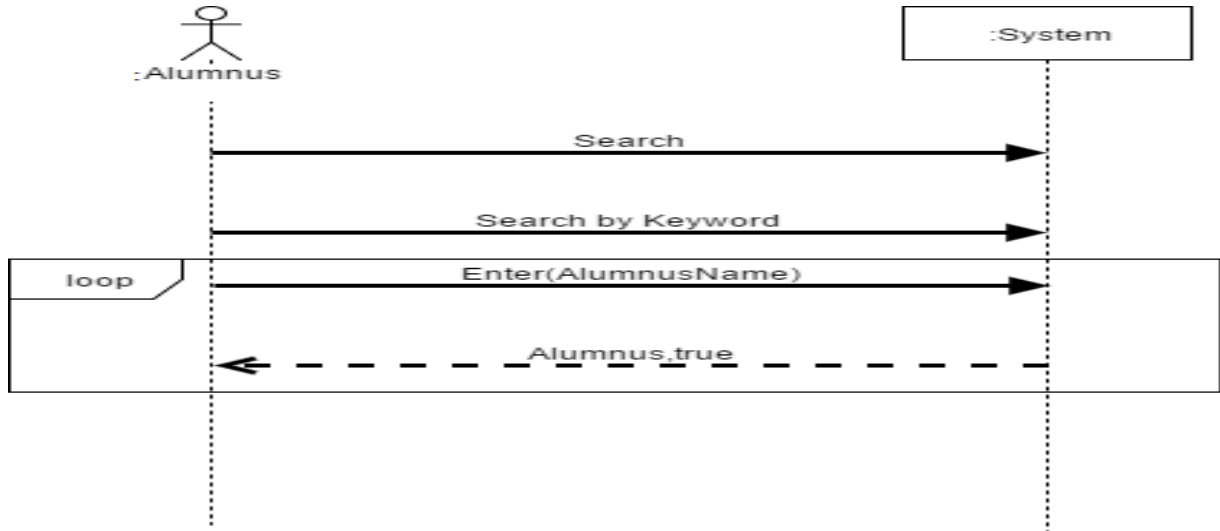 :Alumnus
:System
Search
Search by Keyword
loop
Enter(AlumnusName)
Alumnus,true